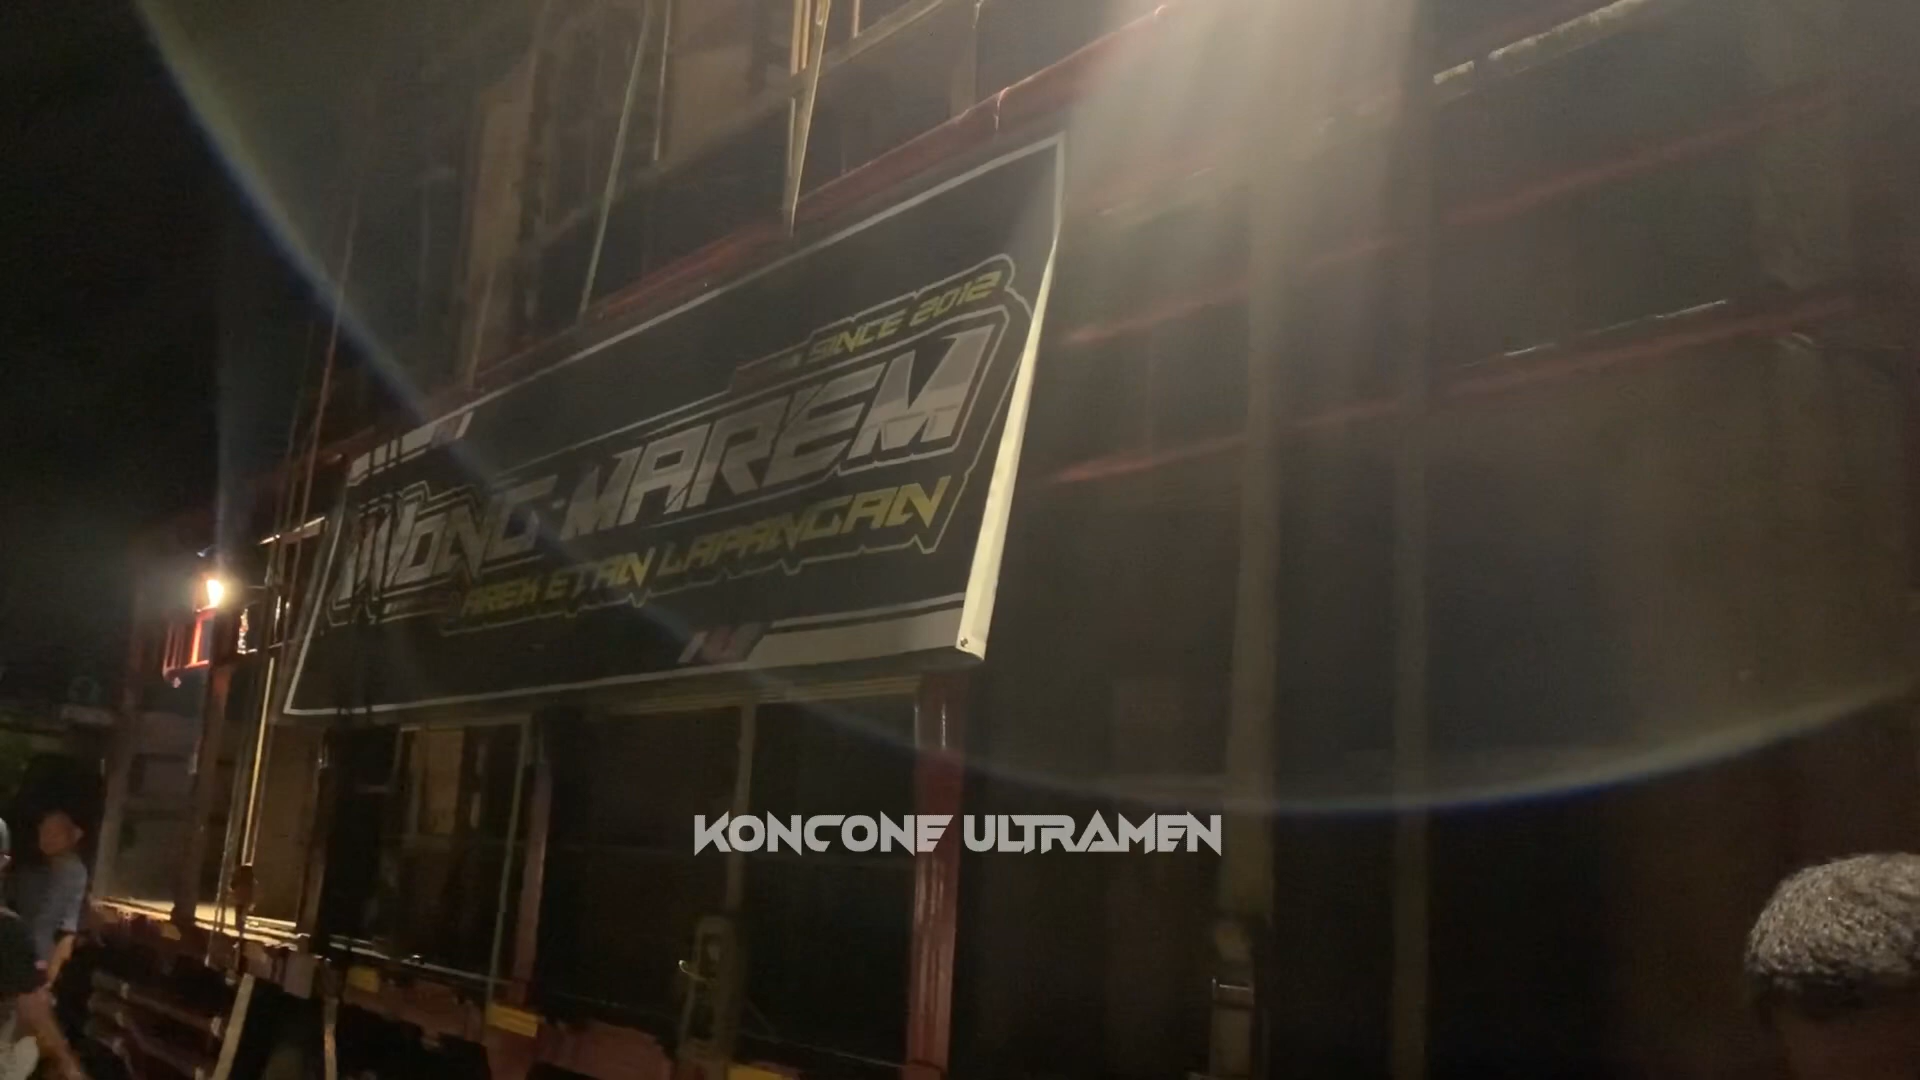 SINCE 2012
WONG-MAREM
AREK ETAN LAPANGAN
KONCONE ULTRAMEN